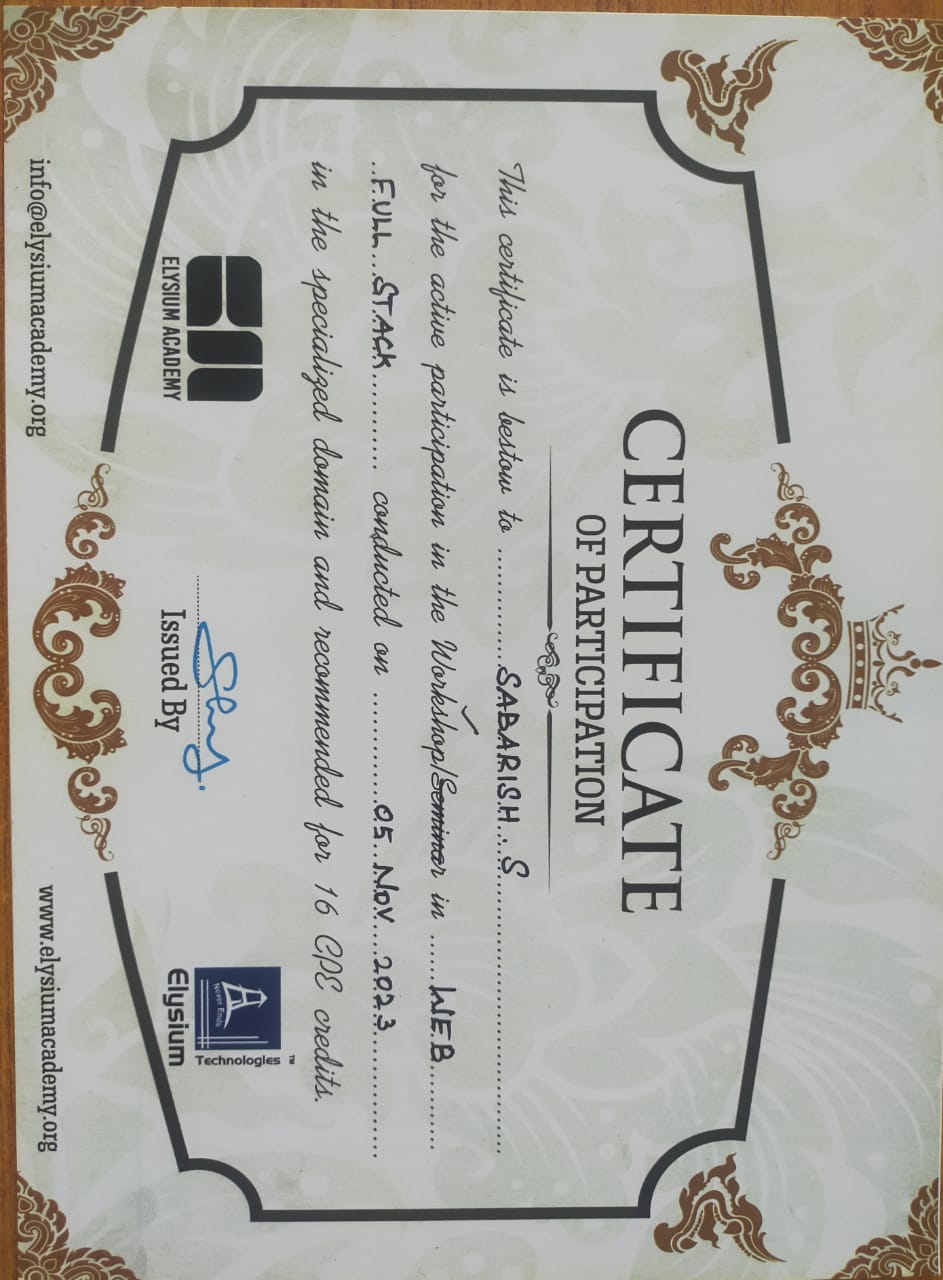 CERTIFICATE
OF PARTICIPATION
This certificate is bestow to .............SABARISH . S...............................
for the active participation in the Workshop/Seminar in ......WEB..........
..FULL STACK........... conducted on ............05 NOV 2023...............
in the specialized domain and recommended for 16 CPE credits.
ELYSIUM ACADEMY
Issued By
Never Ends
Technologies™
Elysium
info@elysiumacademy.org
www.elysiumacademy.org